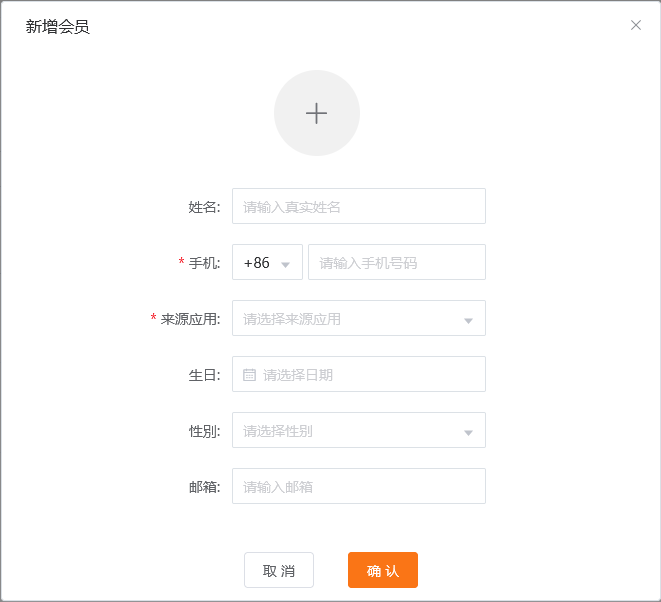 新增会员
姓名: 请输入真实姓名
* 手机: +86 请输入手机号码
* 来源应用: 请选择来源应用
生日: 请选择日期
性别: 请选择性别
邮箱: 请输入邮箱
取 消 确 认